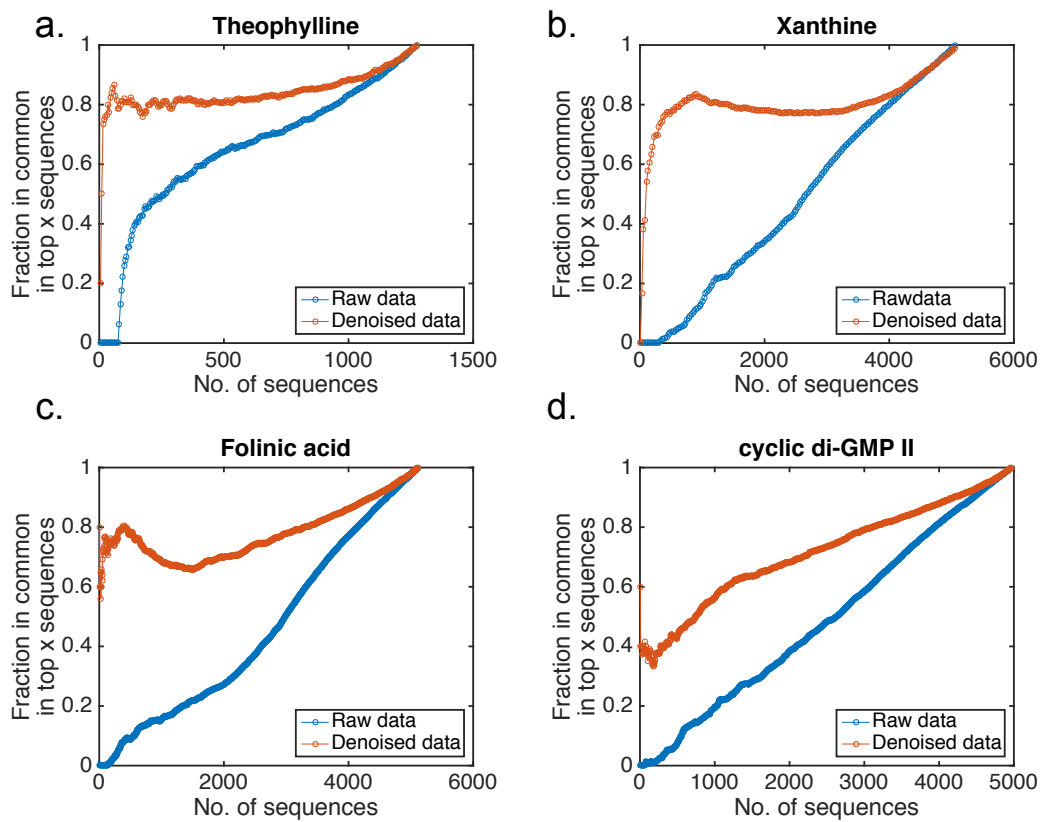 a.
Theophylline
1
0.8
0.6
0.4
0.2
0
Fraction in common
in top x sequences
0
500
1000
1500
No. of sequences
Raw data
Denoised data
b.
Xanthine
1
0.8
0.6
0.4
0.2
0
Fraction in common
in top x sequences
0
2000
4000
6000
No. of sequences
Rawdata
Denoised data
c.
Folinic acid
1
0.8
0.6
0.4
0.2
0
Fraction in common
in top x sequences
0
2000
4000
6000
No. of sequences
Raw data
Denoised data
d.
cyclic di-GMP II
1
0.8
0.6
0.4
0.2
0
Fraction in common
in top x sequences
0
1000
2000
3000
4000
5000
No. of sequences
Raw data
Denoised data